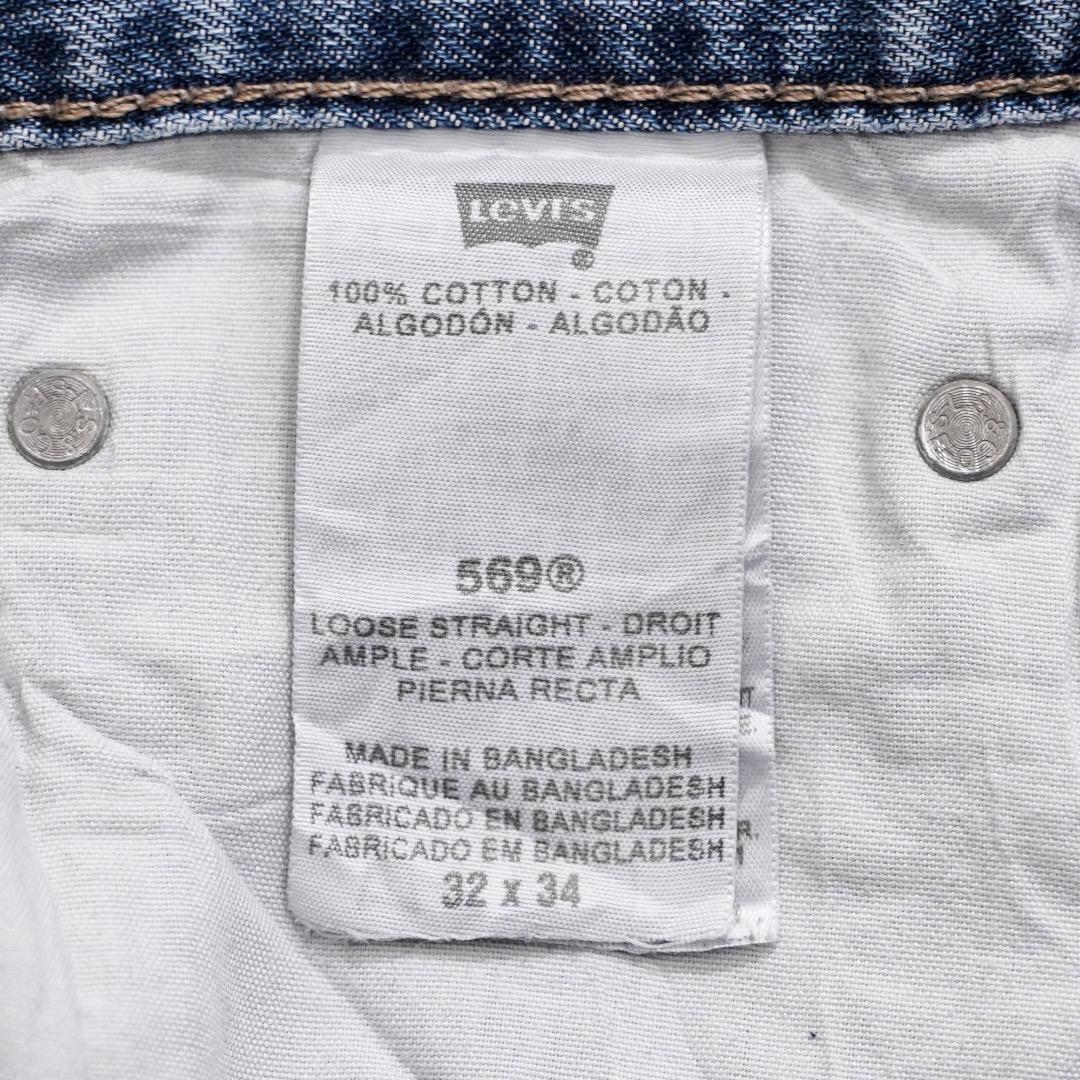 LEVI'S
®
100% COTTON - COTON -
ALGODÓN - ALGODÃO
569®
LOOSE STRAIGHT - DROIT
AMPLE - CORTE AMPLIO
PIERNA RECTA
MADE IN BANGLADESH
FABRIQUE AU BANGLADESH
FABRICADO EN BANGLADESH
FABRICADO EM BANGLADESH
32 x 34